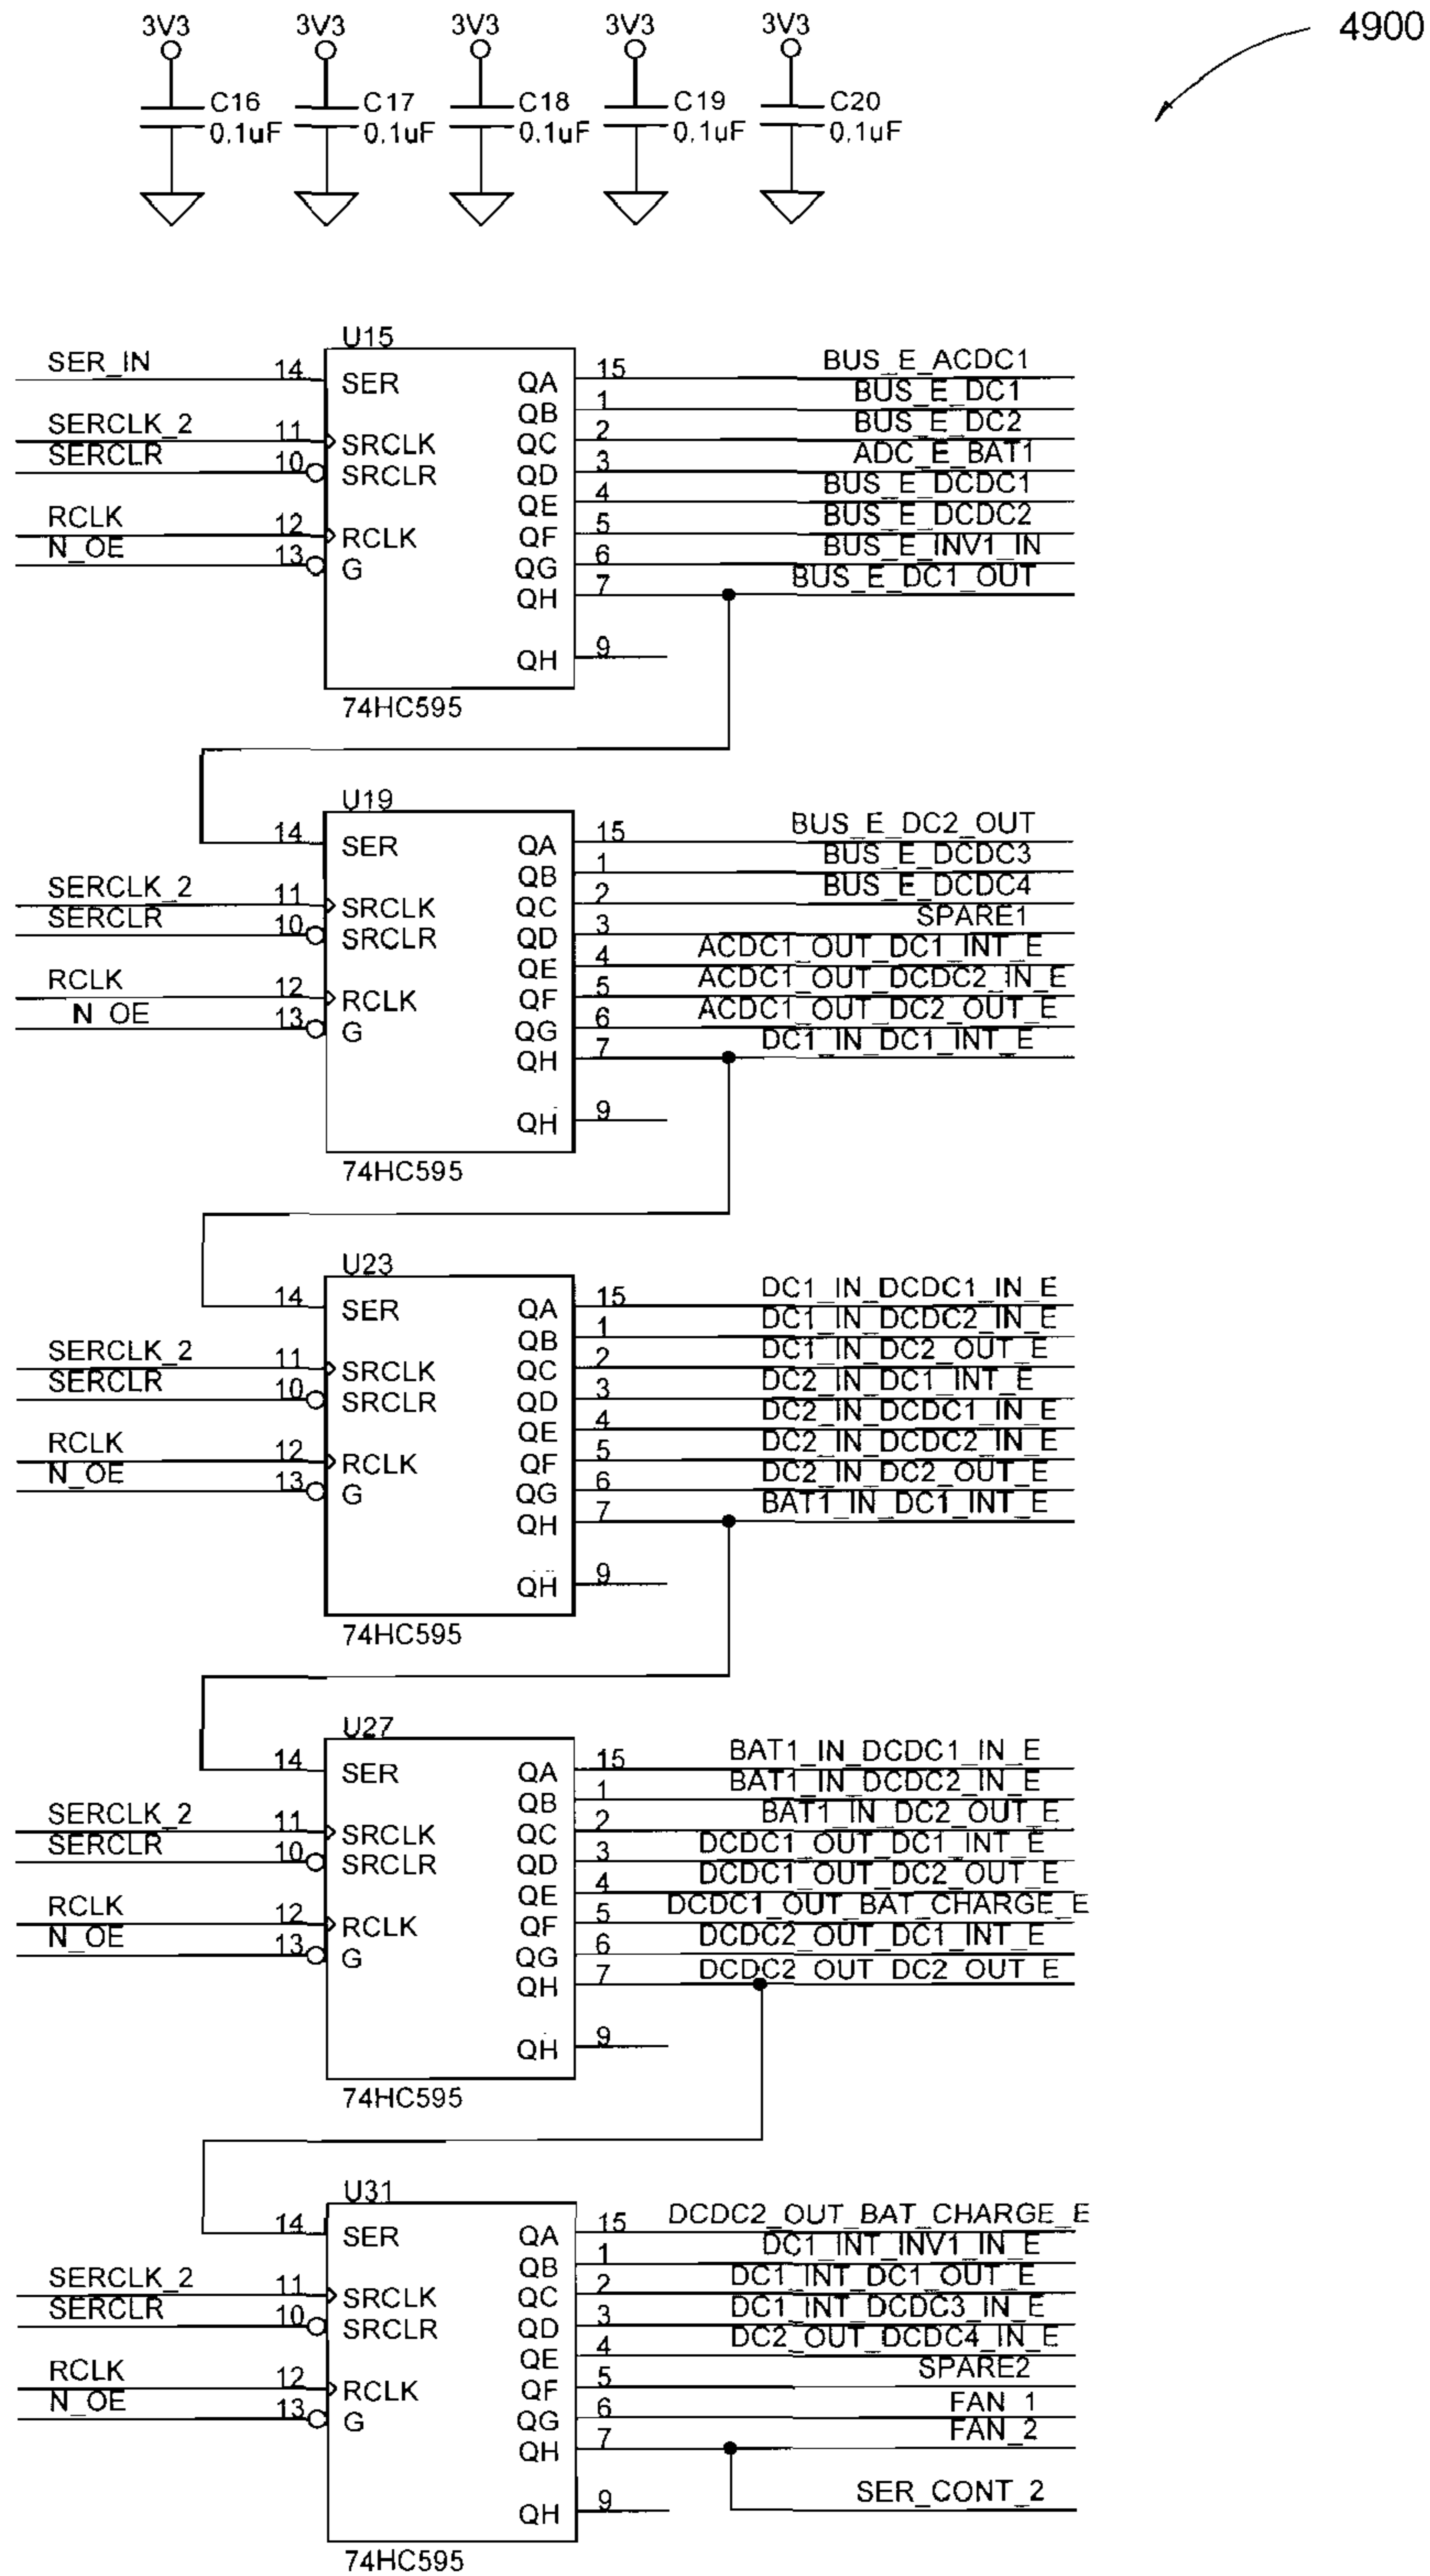 4900
3V3 3V3 3V3 3V3 3V3
C16 C17 C18 C19 C20
0.1uF 0.1uF 0.1uF 0.1uF 0.1uF
U15
SER_IN 14 SER QA 15 BUS_E_ACDC1
QB 1 BUS_E_DC1
SERCLK_2 11 SRCLK QC 2 BUS_E_DC2
SERCLR 10 SRCLR QD 3 ADC_E_BAT1
QE 4 BUS_E_DCDC1
RCLK 12 RCLK QF 5 BUS_E_DCDC2
N_OE 13 G QG 6 BUS_E_INV1_IN
QH 7 BUS_E_DC1_OUT
QH 9
74HC595
U19
14 SER QA 15 BUS_E_DC2_OUT
QB 1 BUS_E_DCDC3
SERCLK_2 11 SRCLK QC 2 BUS_E_DCDC4
SERCLR 10 SRCLR QD 3 SPARE1
QE 4 ACDC1_OUT_DC1_INT_E
RCLK 12 RCLK QF 5 ACDC1_OUT_DCDC2_IN_E
N_OE 13 G QG 6 ACDC1_OUT_DC2_OUT_E
QH 7 DC1_IN_DC1_INT_E
QH 9
74HC595
U23
14 SER QA 15 DC1_IN_DCDC1_IN_E
QB 1 DC1_IN_DCDC2_IN_E
SERCLK_2 11 SRCLK QC 2 DC1_IN_DC2_OUT_E
SERCLR 10 SRCLR QD 3 DC2_IN_DC1_INT_E
QE 4 DC2_IN_DCDC1_IN_E
RCLK 12 RCLK QF 5 DC2_IN_DCDC2_IN_E
N_OE 13 G QG 6 DC2_IN_DC2_OUT_E
QH 7 BAT1_IN_DC1_INT_E
QH 9
74HC595
U27
14 SER QA 15 BAT1_IN_DCDC1_IN_E
QB 1 BAT1_IN_DCDC2_IN_E
SERCLK_2 11 SRCLK QC 2 BAT1_IN_DC2_OUT_E
SERCLR 10 SRCLR QD 3 DCDC1_OUT_DC1_INT_E
QE 4 DCDC1_OUT_DC2_OUT_E
RCLK 12 RCLK QF 5 DCDC1_OUT_BAT_CHARGE_E
N_OE 13 G QG 6 DCDC2_OUT_DC1_INT_E
QH 7 DCDC2_OUT_DC2_OUT_E
QH 9
74HC595
U31
14 SER QA 15 DCDC2_OUT_BAT_CHARGE_E
QB 1 DC1_INT_INV1_IN_E
SERCLK_2 11 SRCLK QC 2 DC1_INT_DC1_OUT_E
SERCLR 10 SRCLR QD 3 DC1_INT_DCDC3_IN_E
QE 4 DC2_OUT_DCDC4_IN_E
RCLK 12 RCLK QF 5 SPARE2
N_OE 13 G QG 6 FAN_1
QH 7 FAN_2
QH 9 SER_CONT_2
74HC595